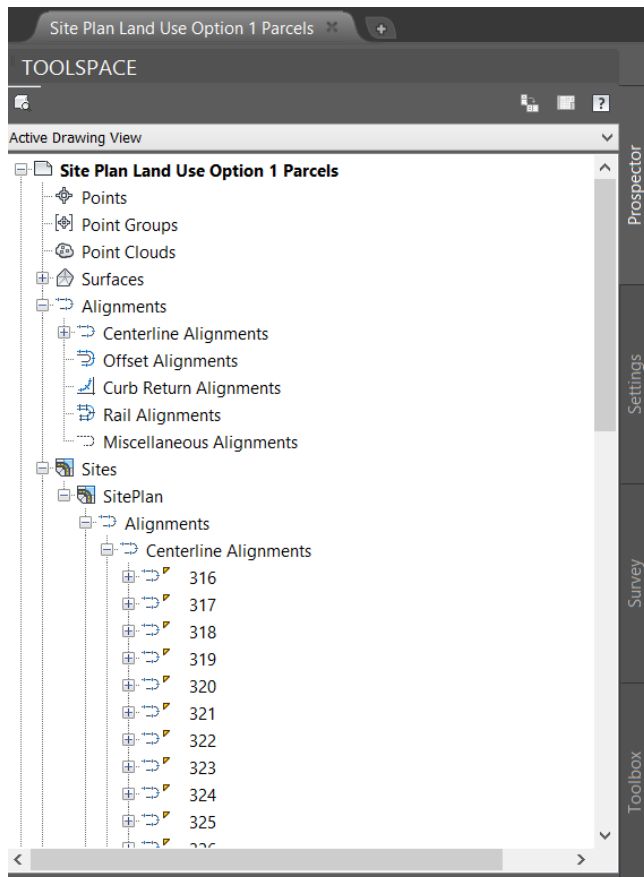 Site Plan Land Use Option 1 Parcels
TOOLSPACE
Active Drawing View
Site Plan Land Use Option 1 Parcels
Points
Point Groups
Point Clouds
Surfaces
Alignments
Centerline Alignments
Offset Alignments
Curb Return Alignments
Rail Alignments
Miscellaneous Alignments
Sites
SitePlan
Alignments
Centerline Alignments
316
317
318
319
320
321
322
323
324
325
Prospector
Settings
Survey
Toolbox